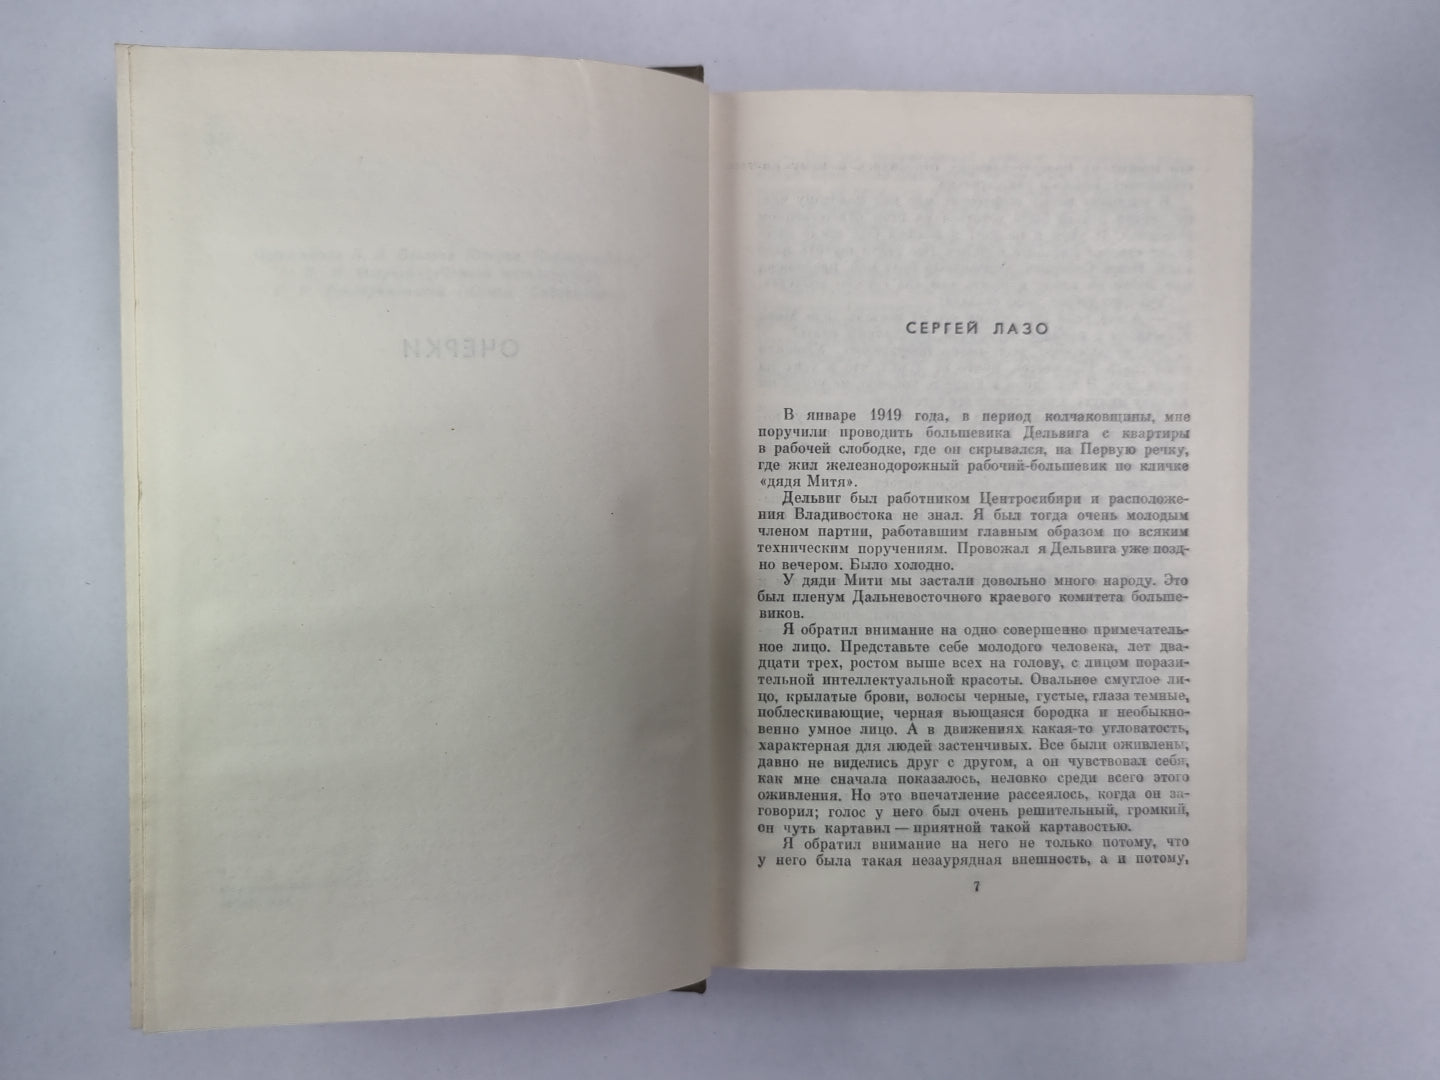 ОЧЕРКИ
СЕРГЕЙ ЛАЗО
В январе 1919 года, в период колчаковщины, мне
поручили проводить большевика Дельвига с квартиры
в рабочей слободке, где он скрывался, на Первую речку,
где жил железнодорожный рабочий-большевик по кличке
«дядя Митя».
Дельвиг был работником Центросибири и расположе-
ния Владивостока не знал. Я был тогда очень молодым
членом партии, работавшим главным образом по всяким
техническим поручениям. Провожал я Дельвига уже позд-
но вечером. Было холодно.
У дяди Мити мы застали довольно много народу. Это
был пленум Дальневосточного краевого комитета больше-
виков.
Я обратил внимание на одно совершенно примечатель-
ное лицо. Представьте себе молодого человека, лет два-
дцати трех, ростом выше всех на голову, с лицом порази-
тельной интеллектуальной красоты. Овальное смуглое ли-
цо, крылатые брови, волосы черные, густые, глаза темные,
поблескивающие, черная вьющаяся бородка и необыкно-
венно умное лицо. А в движениях какая-то угловатость,
характерная для людей застенчивых. Все были оживлены,
давно не виделись друг с другом, а он чувствовал себя,
как мне сначала показалось, неловко среди всего этого
оживления. Но это впечатление рассеялось, когда он за-
говорил; голос у него был очень решительный, громкий,
он чуть картавил — приятной такой картавостью.
Я обратил внимание на него не только потому, что
у него была такая незаурядная внешность, а и потому,
7